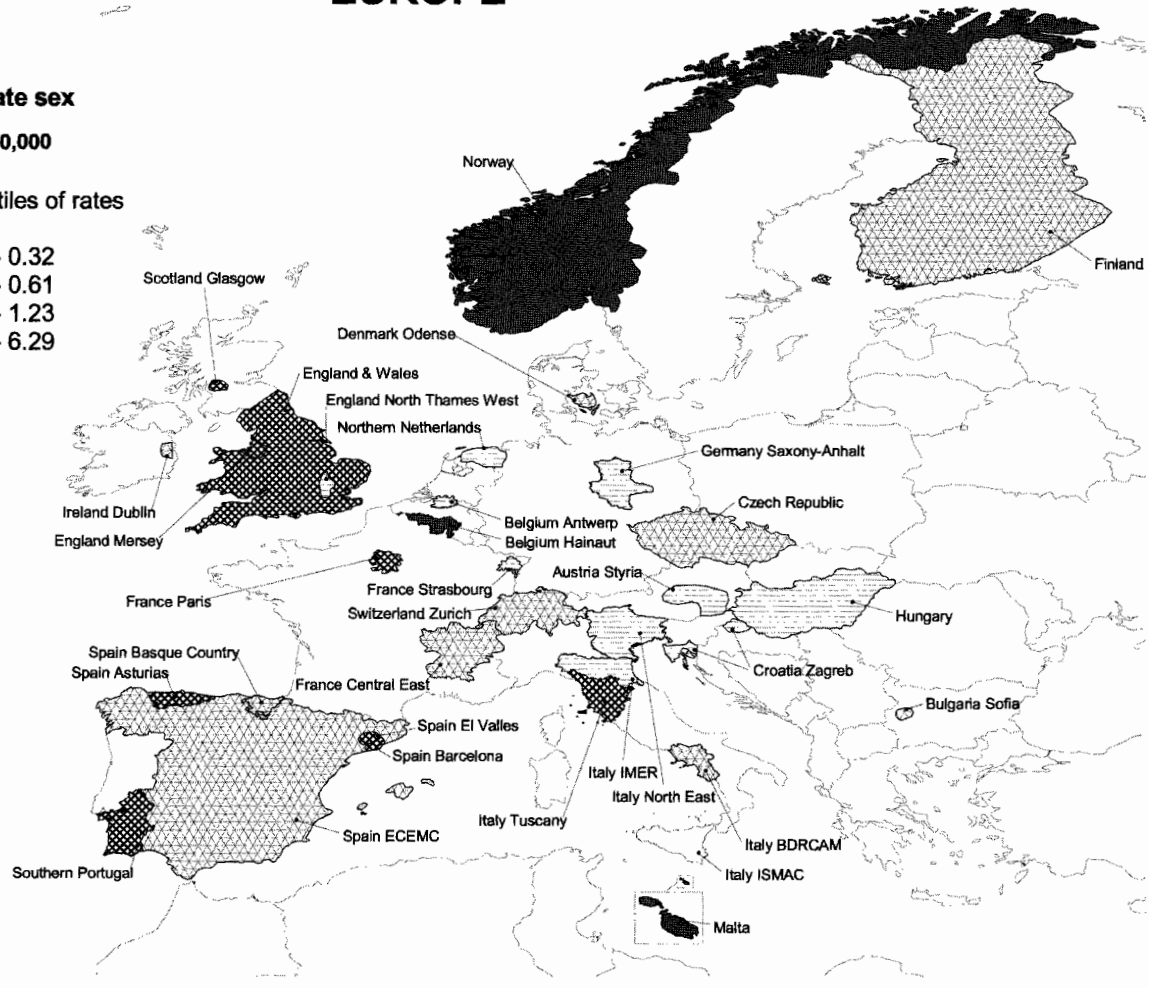 ate sex
0,000
tiles of rates
- 0.32
- 0.61
- 1.23
- 6.29
Norway
Finland
Scotland Glasgow
Denmark Odense
England & Wales
England North Thames West
Northern Netherlands
Germany Saxony-Anhalt
Czech Republic
Ireland Dublin
England Mersey
Belgium Antwerp
Belgium Hainaut
France Strasbourg
Austria Styria
France Paris
Switzerland Zurich
Hungary
Spain Basque Country
Spain Asturias
France Central East
Croatia Zagreb
Bulgaria Sofia
Spain El Valles
Spain Barcelona
Italy IMER
Italy North East
Italy Tuscany
Spain ECEMC
Italy BDRCAM
Southern Portugal
Italy ISMAC
Malta